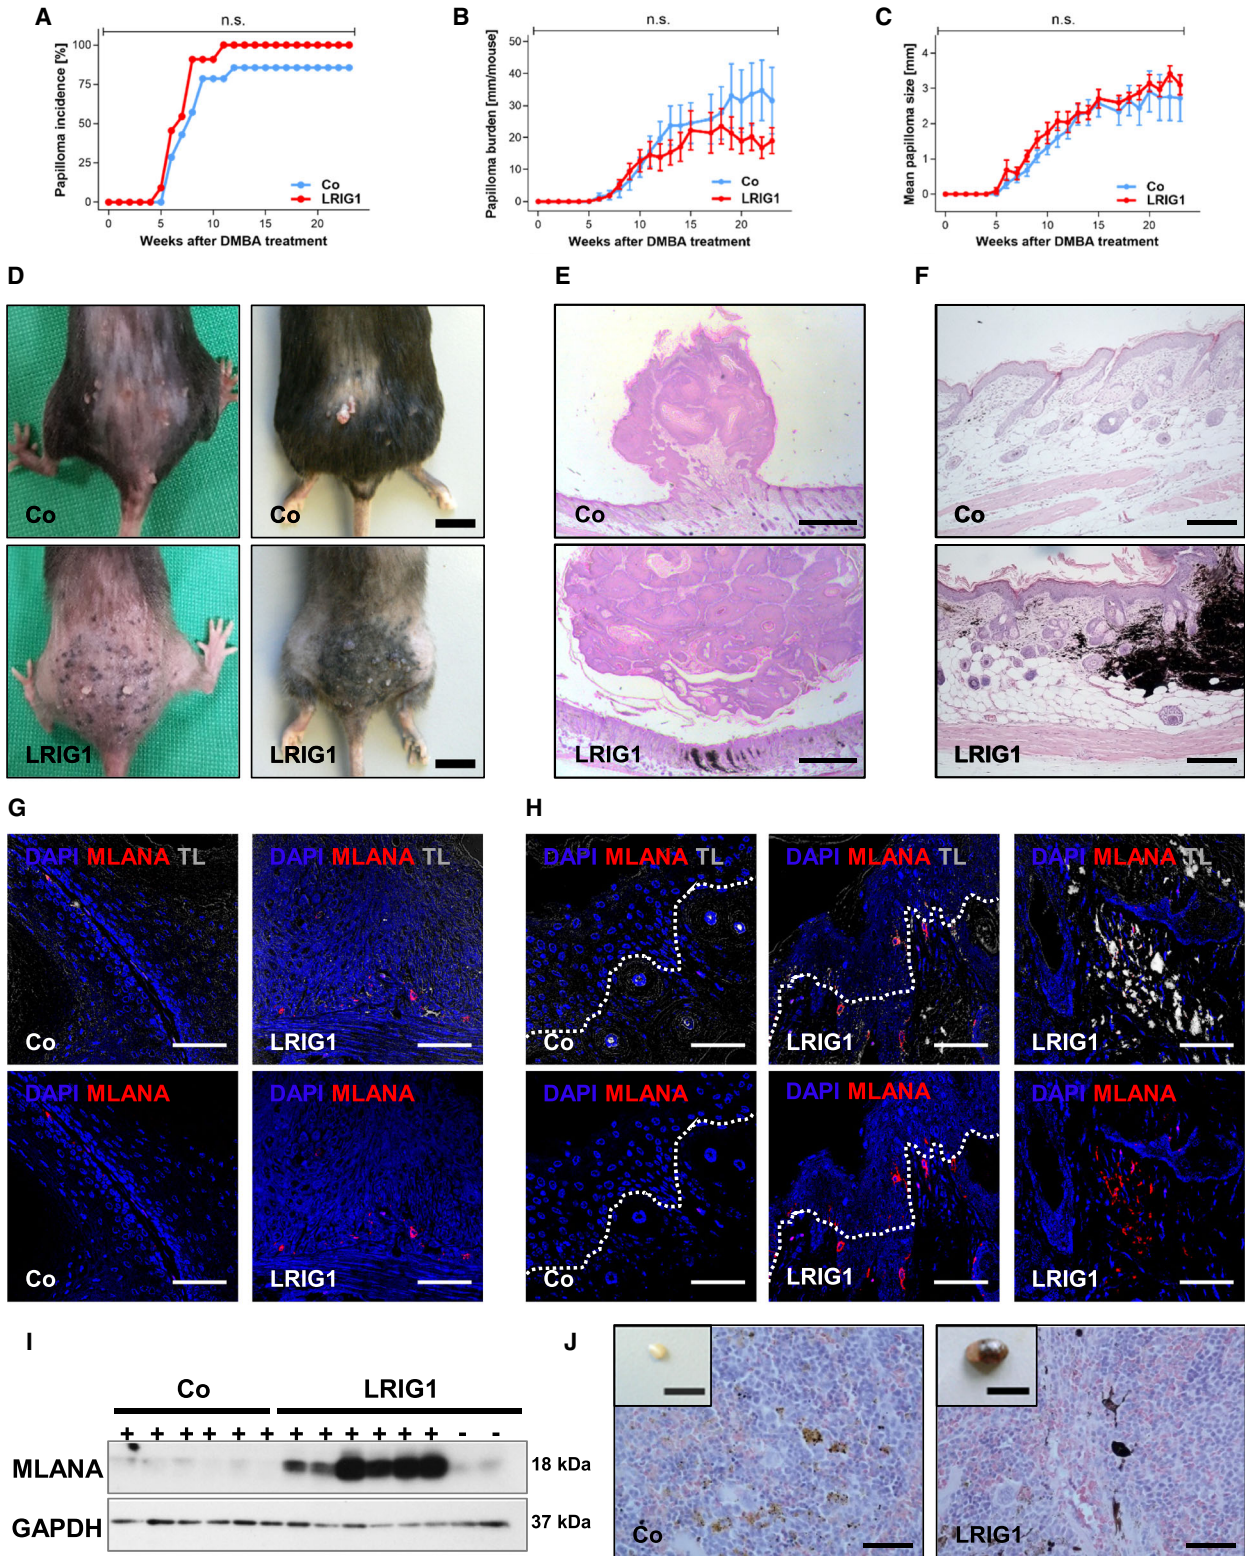 A
n.s.
Papilloma incidence [%]
100
75
50
25
0
0 5 10 15 20
Co
LRIG1
Weeks after DMBA treatment
B
n.s.
Papilloma burden [mm/mouse]
50
40
30
20
10
0
0 5 10 15 20
Co
LRIG1
Weeks after DMBA treatment
C
n.s.
Mean papilloma size [mm]
4
3
2
1
0
0 5 10 15 20
Co
LRIG1
Weeks after DMBA treatment
D
Co
Co
LRIG1
LRIG1
E
Co
LRIG1
F
Co
LRIG1
G
DAPI MLANA TL
Co
DAPI MLANA TL
LRIG1
DAPI MLANA
Co
DAPI MLANA
LRIG1
H
DAPI MLANA TL
Co
DAPI MLANA TL
LRIG1
DAPI MLANA TL
LRIG1
DAPI MLANA
Co
DAPI MLANA
LRIG1
DAPI MLANA
LRIG1
I
Co LRIG1
+ + + + + + + + + + + + - -
MLANA 18 kDa
GAPDH 37 kDa
J
Co
LRIG1